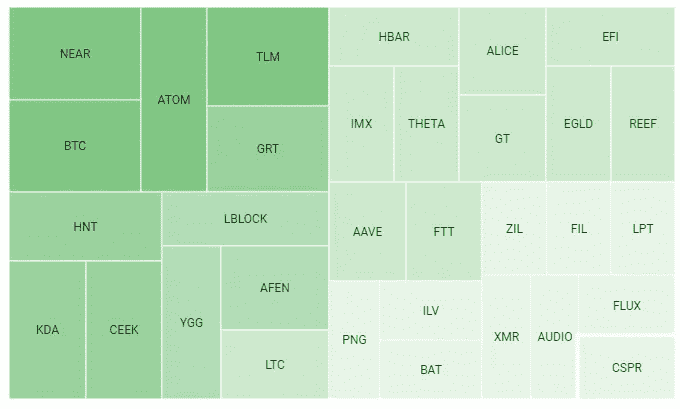 NEAR
BTC
ATOM
TLM
GRT
HNT
KDA
CEEK
LBLOCK
YGG
AFEN
LTC
HBAR
IMX
THETA
ALICE
GT
EFI
EGLD
REEF
AAVE
FTT
ZIL
FIL
LPT
PNG
ILV
BAT
XMR
AUDIO
FLUX
CSPR